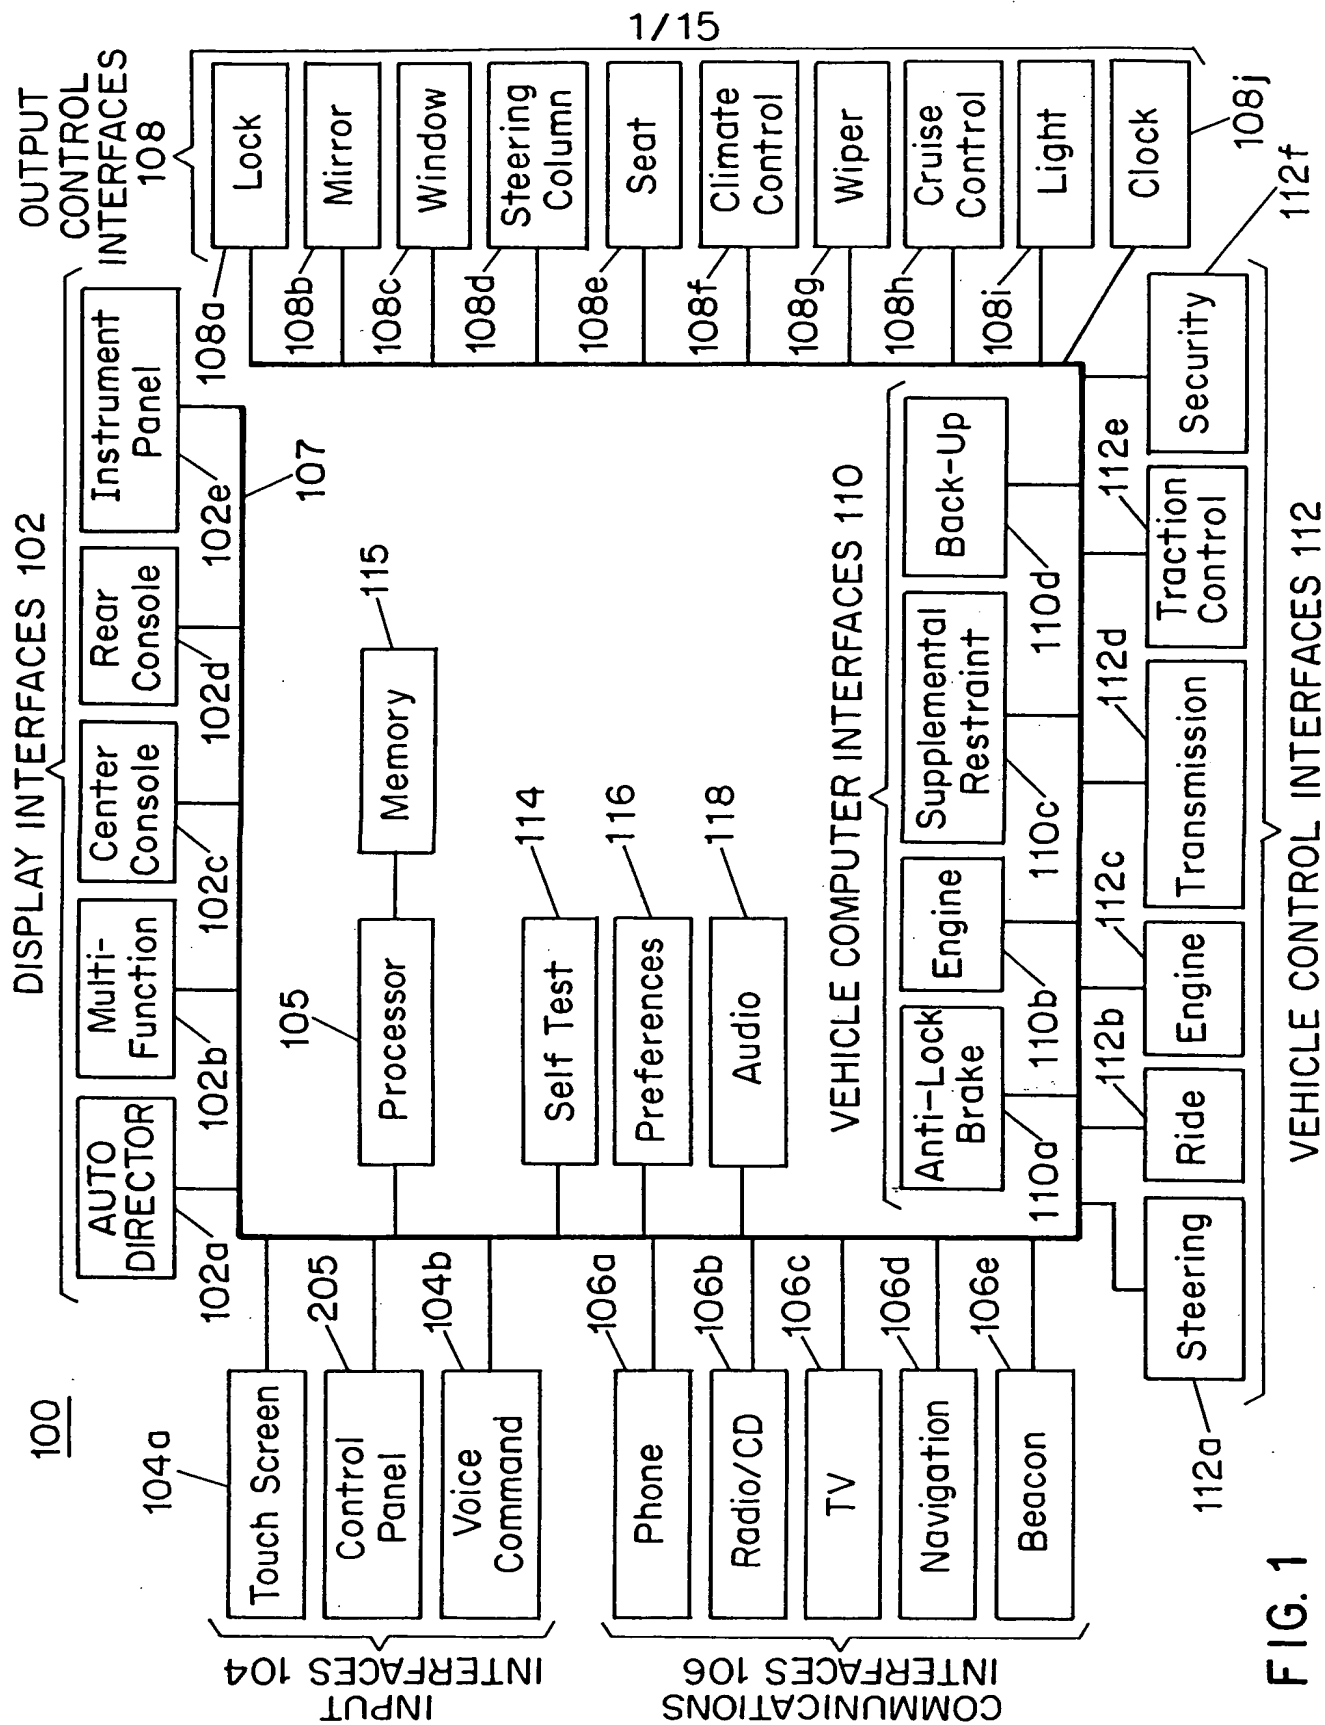 1/15
100
DISPLAY INTERFACES 102
AUTO
DIRECTOR
102a
Multi-
Function
102b
Center
Console
102c
Rear
Console
102d
Instrument
Panel
102e
107
OUTPUT
CONTROL
INTERFACES
108
Lock
108a
Mirror
108b
Window
108c
Steering
Column
108d
Seat
108e
Climate
Control
108f
Wiper
108g
Cruise
Control
108h
Light
108i
Clock
108j
INPUT
INTERFACES 104
Touch Screen
104a
Control
Panel
205
Voice
Command
104b
COMMUNICATIONS
INTERFACES 106
Phone
106a
Radio/CD
106b
TV
106c
Navigation
106d
Beacon
106e
Processor
105
Memory
115
Self Test
114
Preferences
116
Audio
118
VEHICLE COMPUTER INTERFACES 110
Anti-Lock
Brake
110a
Engine
110b
Supplemental
Restraint
110c
Back-Up
110d
Steering
112a
Ride
112b
Engine
112c
Transmission
112d
Traction
Control
112e
Security
112f
VEHICLE CONTROL INTERFACES 112
FIG. 1